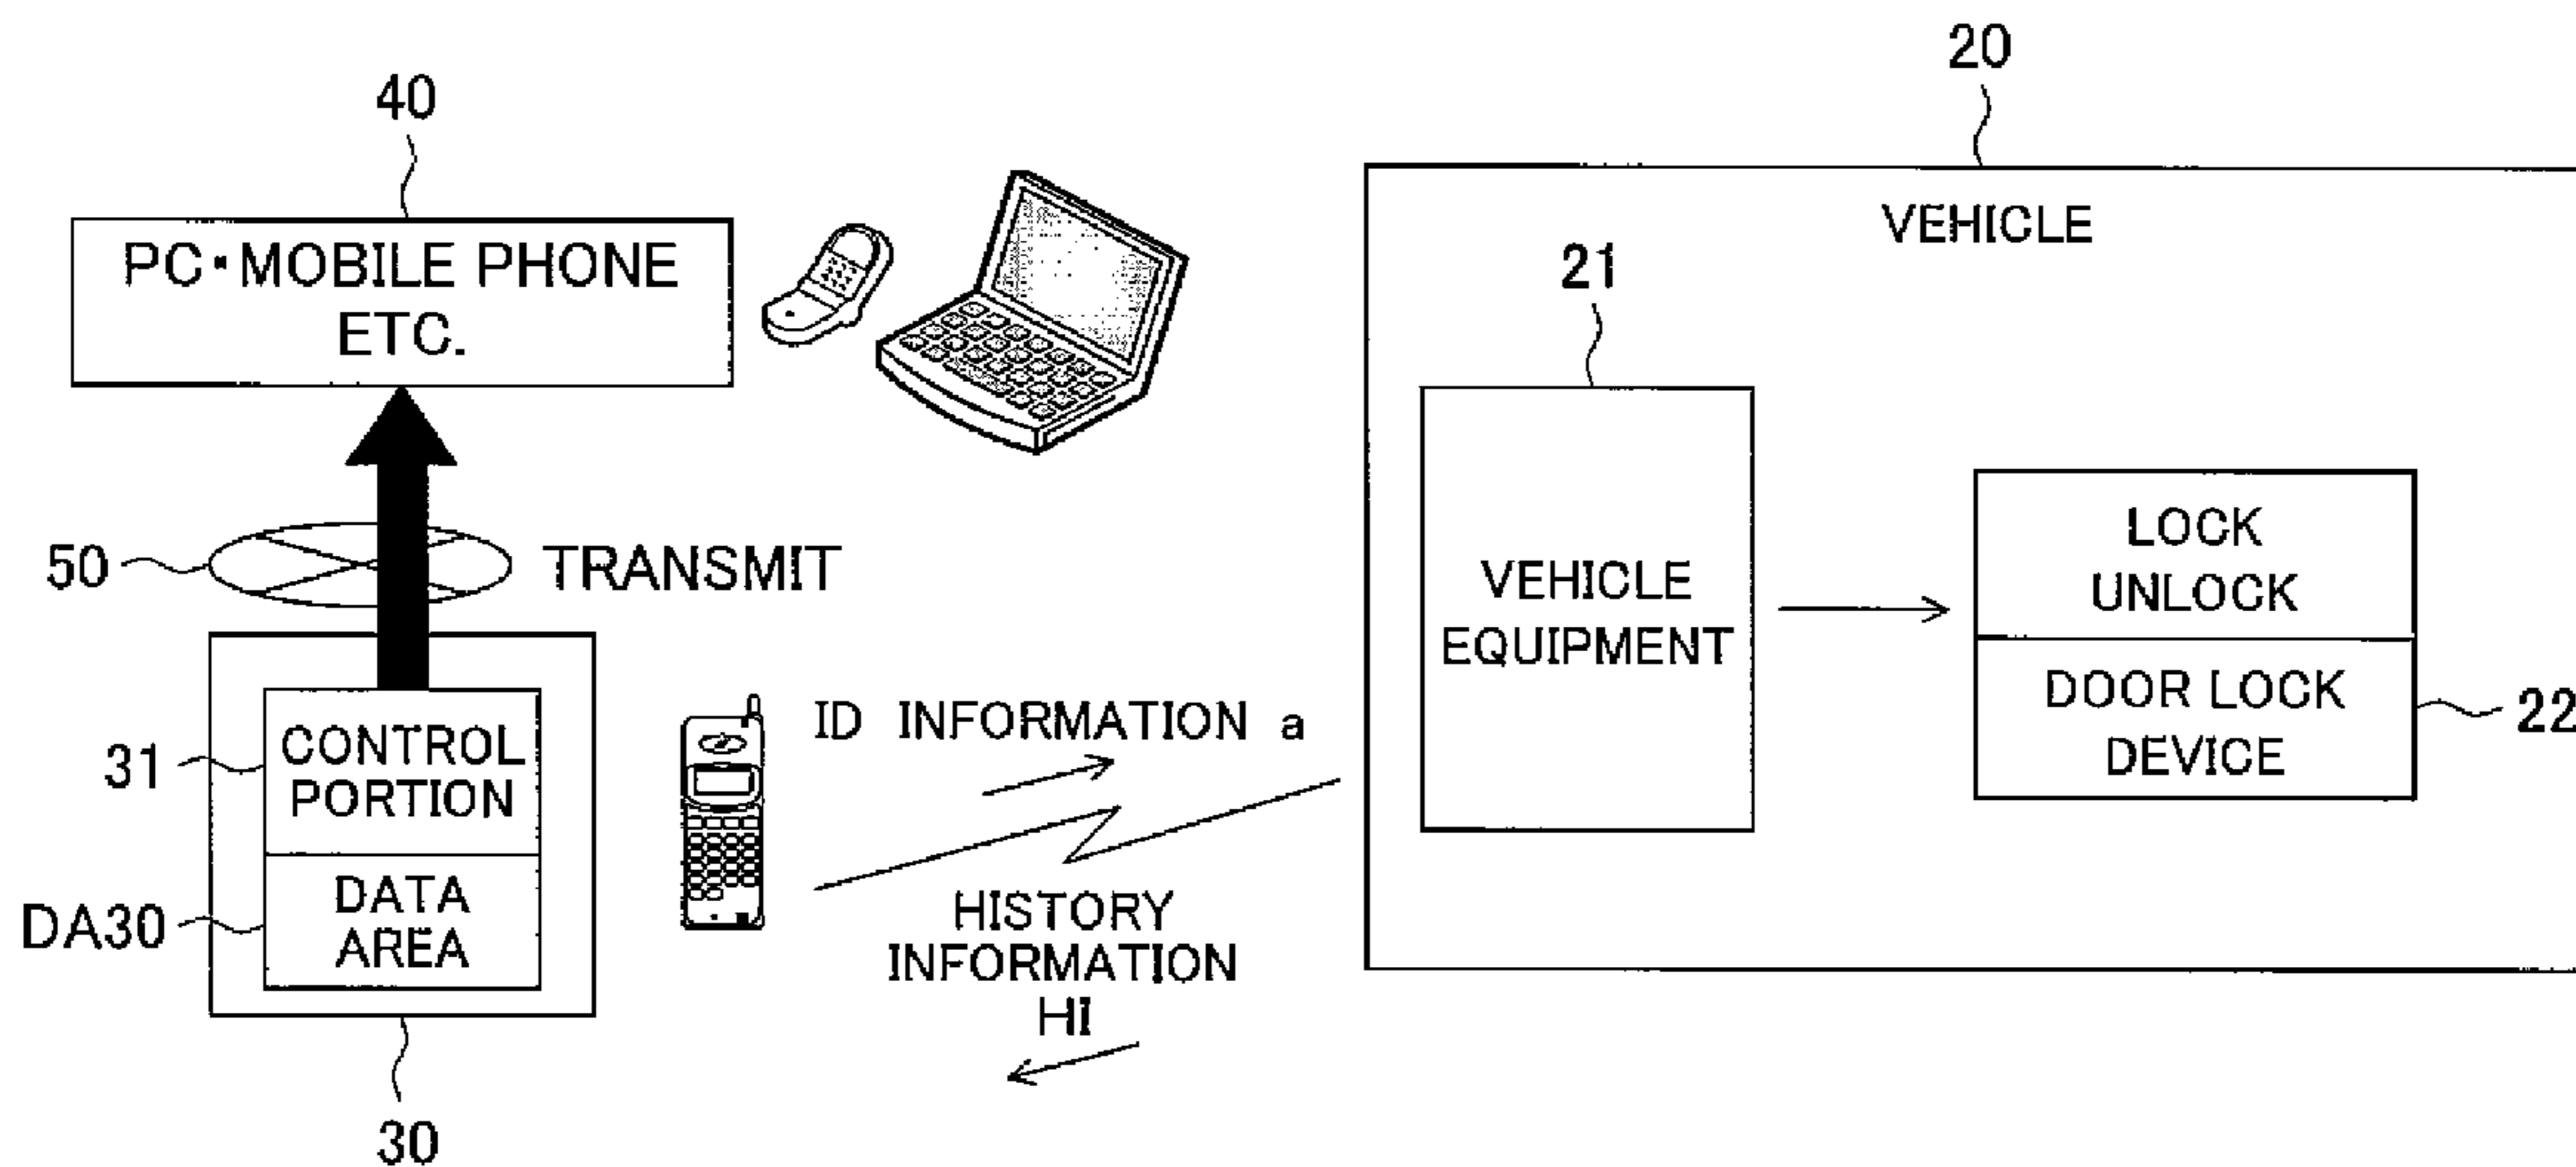 40
PC・MOBILE PHONE
ETC.
50
TRANSMIT
31
CONTROL
PORTION
DA30
DATA
AREA
30
ID INFORMATION a
HISTORY
INFORMATION
HI
20
VEHICLE
21
VEHICLE
EQUIPMENT
LOCK
UNLOCK
DOOR LOCK
DEVICE
22